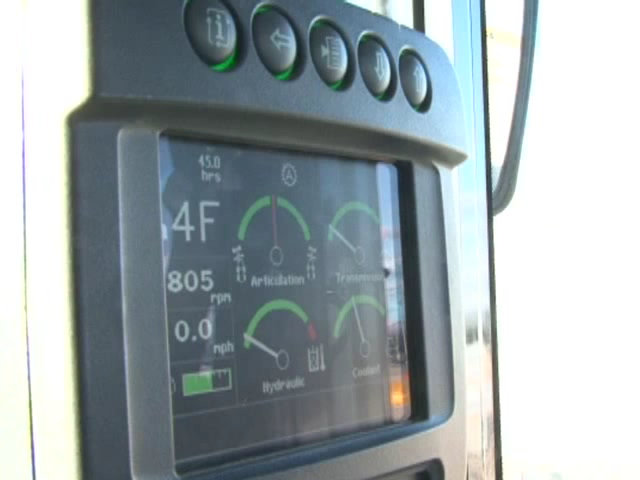 45.0
hrs
A
4F
Articulation
Transmission
805
rpm
0.0
mph
Hydraulic
Coolant